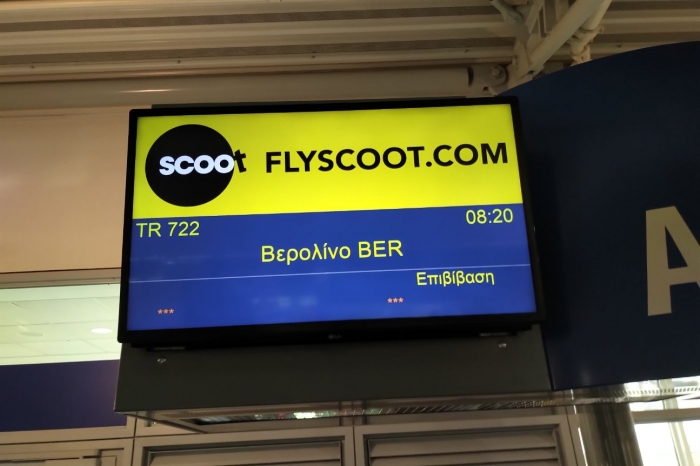 scoot FLYSCOOT.COM
TR 722 08:20
Βερολίνο BER
Επιβίβαση
*** ***
A